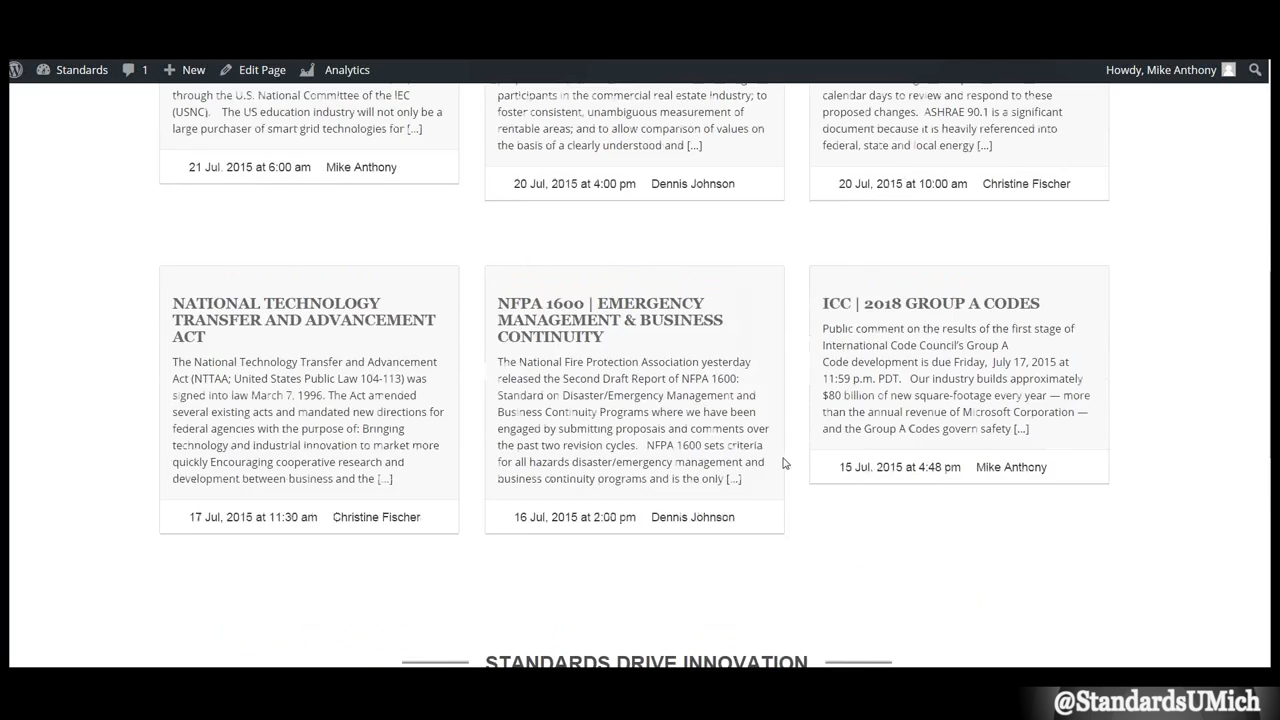 Standards 1 New Edit Page Analytics Howdy, Mike Anthony
through the U.S. National Committee of the IEC
(USNC). The US education industry will not only be a
large purchaser of smart grid technologies for [...]
21 Jul, 2015 at 6:00 am Mike Anthony
participants in the commercial real estate industry; to
foster consistent, unambiguous measurement of
rentable areas; and to allow comparison of values on
the basis of a clearly understood and [...]
20 Jul, 2015 at 4:00 pm Dennis Johnson
calendar days to review and respond to these
proposed changes. ASHRAE 90.1 is a significant
document because it is heavily referenced into
federal, state and local energy [...]
20 Jul, 2015 at 10:00 am Christine Fischer
NATIONAL TECHNOLOGY
TRANSFER AND ADVANCEMENT
ACT
The National Technology Transfer and Advancement
Act (NTTAA; United States Public Law 104-113) was
signed into law March 7, 1996. The Act amended
several existing acts and mandated new directions for
federal agencies with the purpose of: Bringing
technology and industrial innovation to market more
quickly Encouraging cooperative research and
development between business and the [...]
17 Jul, 2015 at 11:30 am Christine Fischer
NFPA 1600 | EMERGENCY
MANAGEMENT & BUSINESS
CONTINUITY
The National Fire Protection Association yesterday
released the Second Draft Report of NFPA 1600:
Standard on Disaster/Emergency Management and
Business Continuity Programs where we have been
engaged by submitting proposals and comments over
the past two revision cycles. NFPA 1600 sets criteria
for all hazards disaster/emergency management and
business continuity programs and is the only [...]
16 Jul, 2015 at 2:00 pm Dennis Johnson
ICC | 2018 GROUP A CODES
Public comment on the results of the first stage of
International Code Council's Group A
Code development is due Friday, July 17, 2015 at
11:59 p.m. PDT. Our industry builds approximately
$80 billion of new square-footage every year — more
than the annual revenue of Microsoft Corporation —
and the Group A Codes govern safety [...]
15 Jul, 2015 at 4:48 pm Mike Anthony
STANDARDS DRIVE INNOVATION
@StandardsUMich